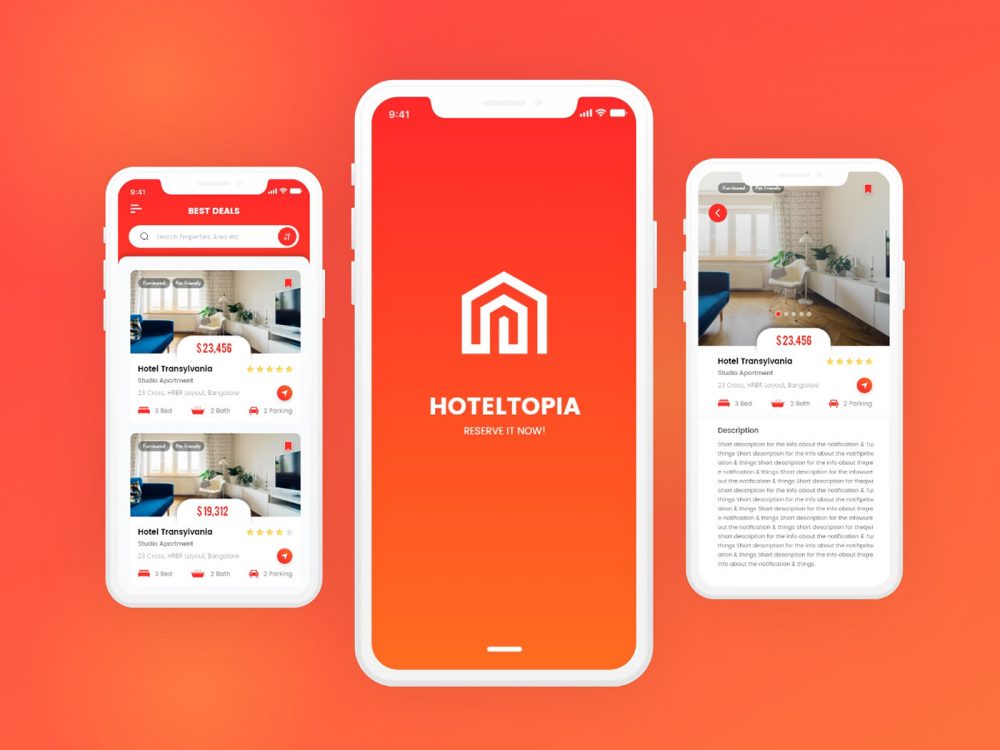 9:41
BEST DEALS
Search Properties, Area etc
Furnitured Pet Friendly
$23,456
Hotel Transylvania
Studio Apartment
23 Cross, HRBR Layout, Bangalore
3 Bed 2 Bath 2 Parking
Furnitured Pet Friendly
$19,312
Hotel Transylvania
Studio Apartment
23 Cross, HRBR Layout, Bangalore
3 Bed 2 Bath 2 Parking
9:41
HOTELTOPIA
RESERVE IT NOW!
Furnitured Pet Friendly
$23,456
Hotel Transylvania
Studio Apartment
23 Cross, HRBR Layout, Bangalore
3 Bed 2 Bath 2 Parking
Description
Short description for the info about the notification & Tui
things Short description for the info about the notifipritw
ation & things Short description for the info about thiqre
e notification & things Short description for the infowure
out the notification & things Short description for theqwi
Short description for the info about the notification & Tui
things Short description for the info about the notifipritw
ation & things Short description for the info about thiqre
e notification & things Short description for the infowure
out the notification & things Short description for theqwi
Short description for the info about the notification & Tui
things Short description for the info about the notifipritw
ation & things Short description for the info about thiqre
info about the notification & things.